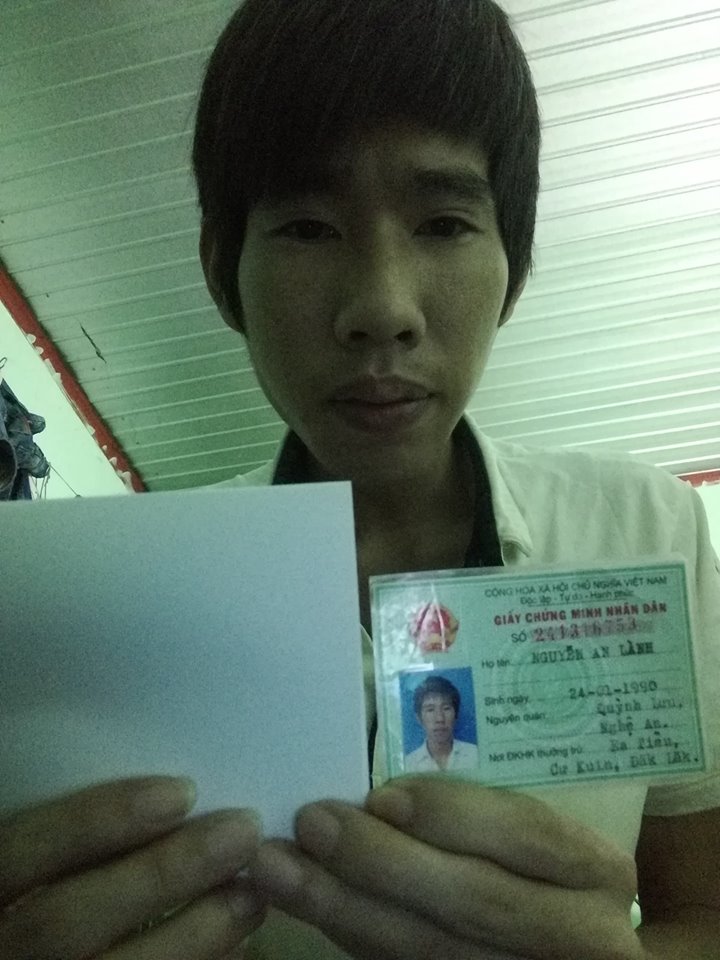 CỘNG HÒA XÃ HỘI CHỦ NGHĨA VIỆT NAM
Độc lập - Tự do - Hạnh phúc
GIẤY CHỨNG MINH NHÂN DÂN
SỐ
Họ tên NGUYỄN AN LÀNH
Sinh ngày 24-01-1990
Nguyên quán Quỳnh Lưu,
Nghệ An.
Nơi ĐKHK thường trú Ea Tiêu,
Cư Kuin, Đăk Lăk.